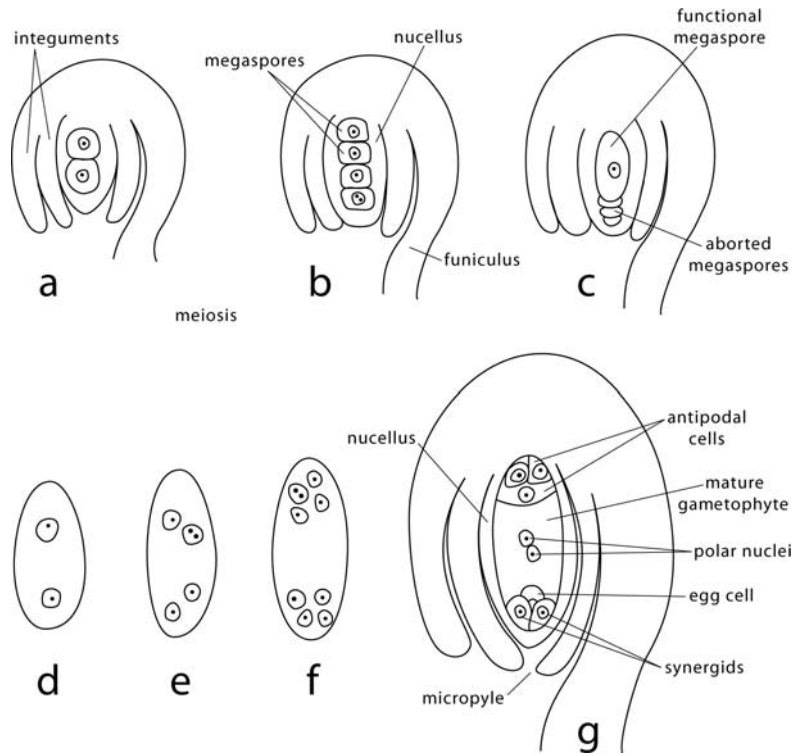 integuments
megaspores
nucellus
functional
megaspore
funiculus
aborted
megaspores
a
b
c
meiosis
nucellus
antipodal
cells
mature
gametophyte
polar nuclei
egg cell
synergids
micropyle
d
e
f
g